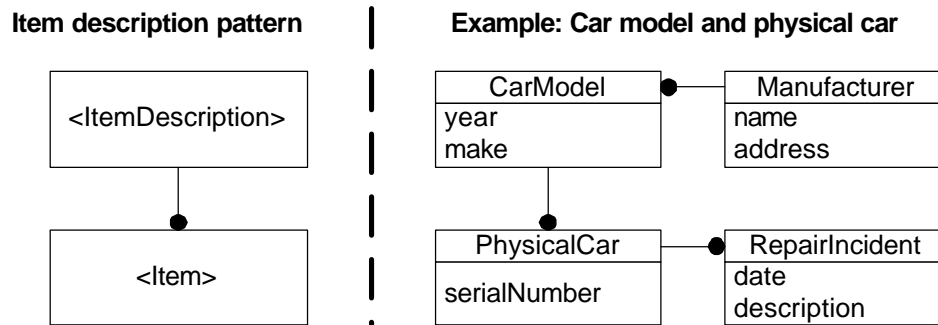 Item description pattern
<ItemDescription>
<Item>
Example: Car model and physical car
CarModel
year
make
Manufacturer
name
address
PhysicalCar
serialNumber
RepairIncident
date
description